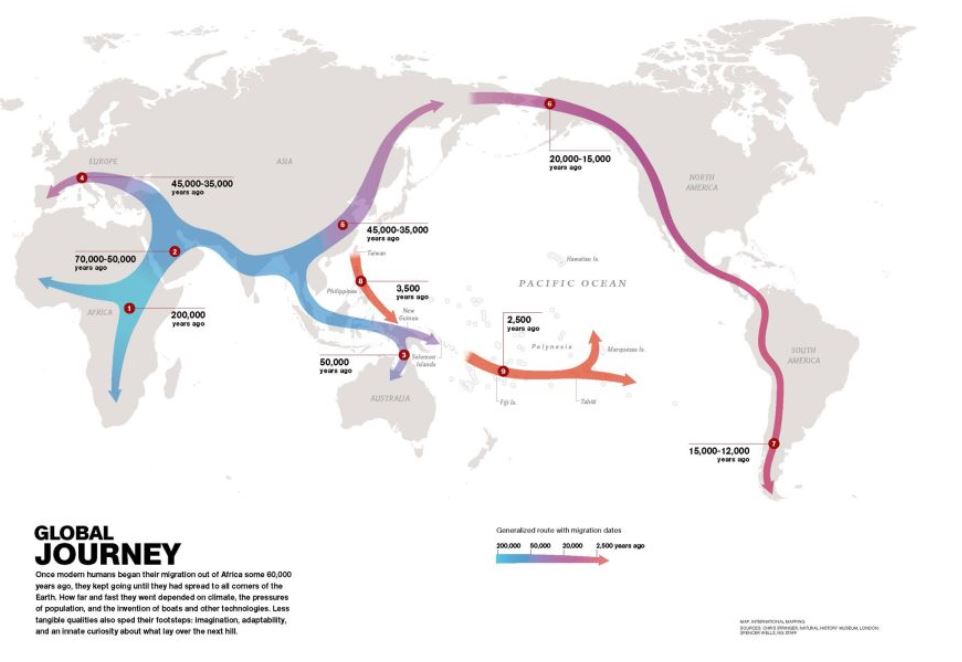 EUROPE
ASIA
4
45,000-35,000
years ago
6
20,000-15,000
years ago
NORTH
AMERICA
5
45,000-35,000
years ago
2
70,000-50,000
years ago
Taiwan
8
3,500
years ago
Philippines
Hawaiian Is.
PACIFIC OCEAN
1
AFRICA
200,000
years ago
New
Guinea
3
50,000
years ago
Solomon
Islands
2,500
years ago
Polynesia
Marquesas Is.
9
Fiji Is.
Tahiti
AUSTRALIA
SOUTH
AMERICA
7
15,000-12,000
years ago
GLOBAL
JOURNEY
Once modern humans began their migration out of Africa some 60,000
years ago, they kept going until they had spread to all corners of the
Earth. How far and fast they went depended on climate, the pressures
of population, and the invention of boats and other technologies. Less
tangible qualities also sped their footsteps: imagination, adaptability,
and an innate curiosity about what lay over the next hill.
Generalized route with migration dates
200,000 50,000 20,000 2,500 years ago
MAP: INTERNATIONAL MAPPING
SOURCES: CHRIS STRINGER, NATURAL HISTORY MUSEUM, LONDON;
SPENCER WELLS, NG STAFF